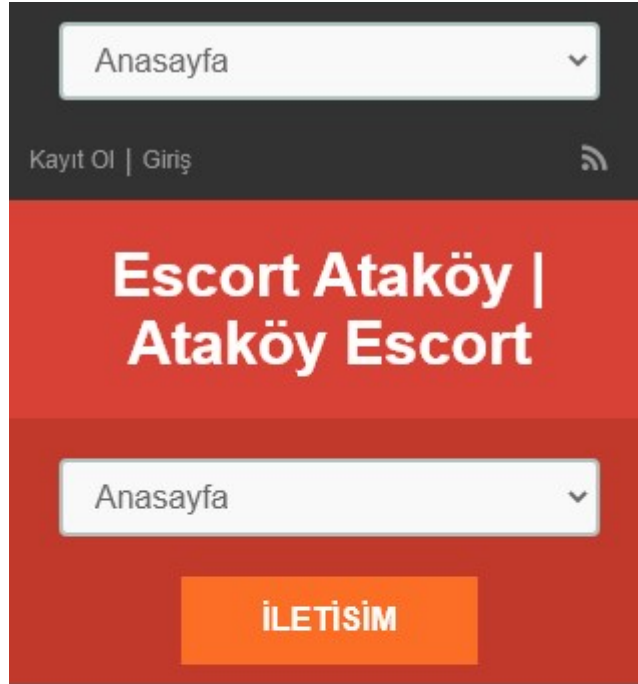 Anasayfa
Kayıt Ol | Giriş
Escort Ataköy |
Ataköy Escort
Anasayfa
İLETİSİM